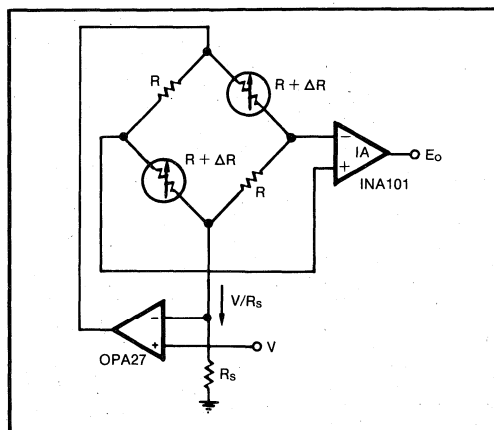 R
R + ΔR
R + ΔR
R
−
IA
+
Eo
INA101
V/Rs
−
+
OPA27
V
Rs